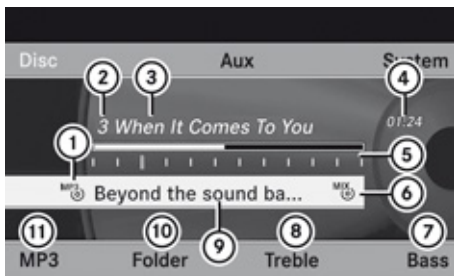 Disc Aux System
2 3 4
3 When It Comes To You 01:24
1
5
MP3 Beyond the sound ba... MIX 6
11 10 9 8 7
MP3 Folder Treble Bass